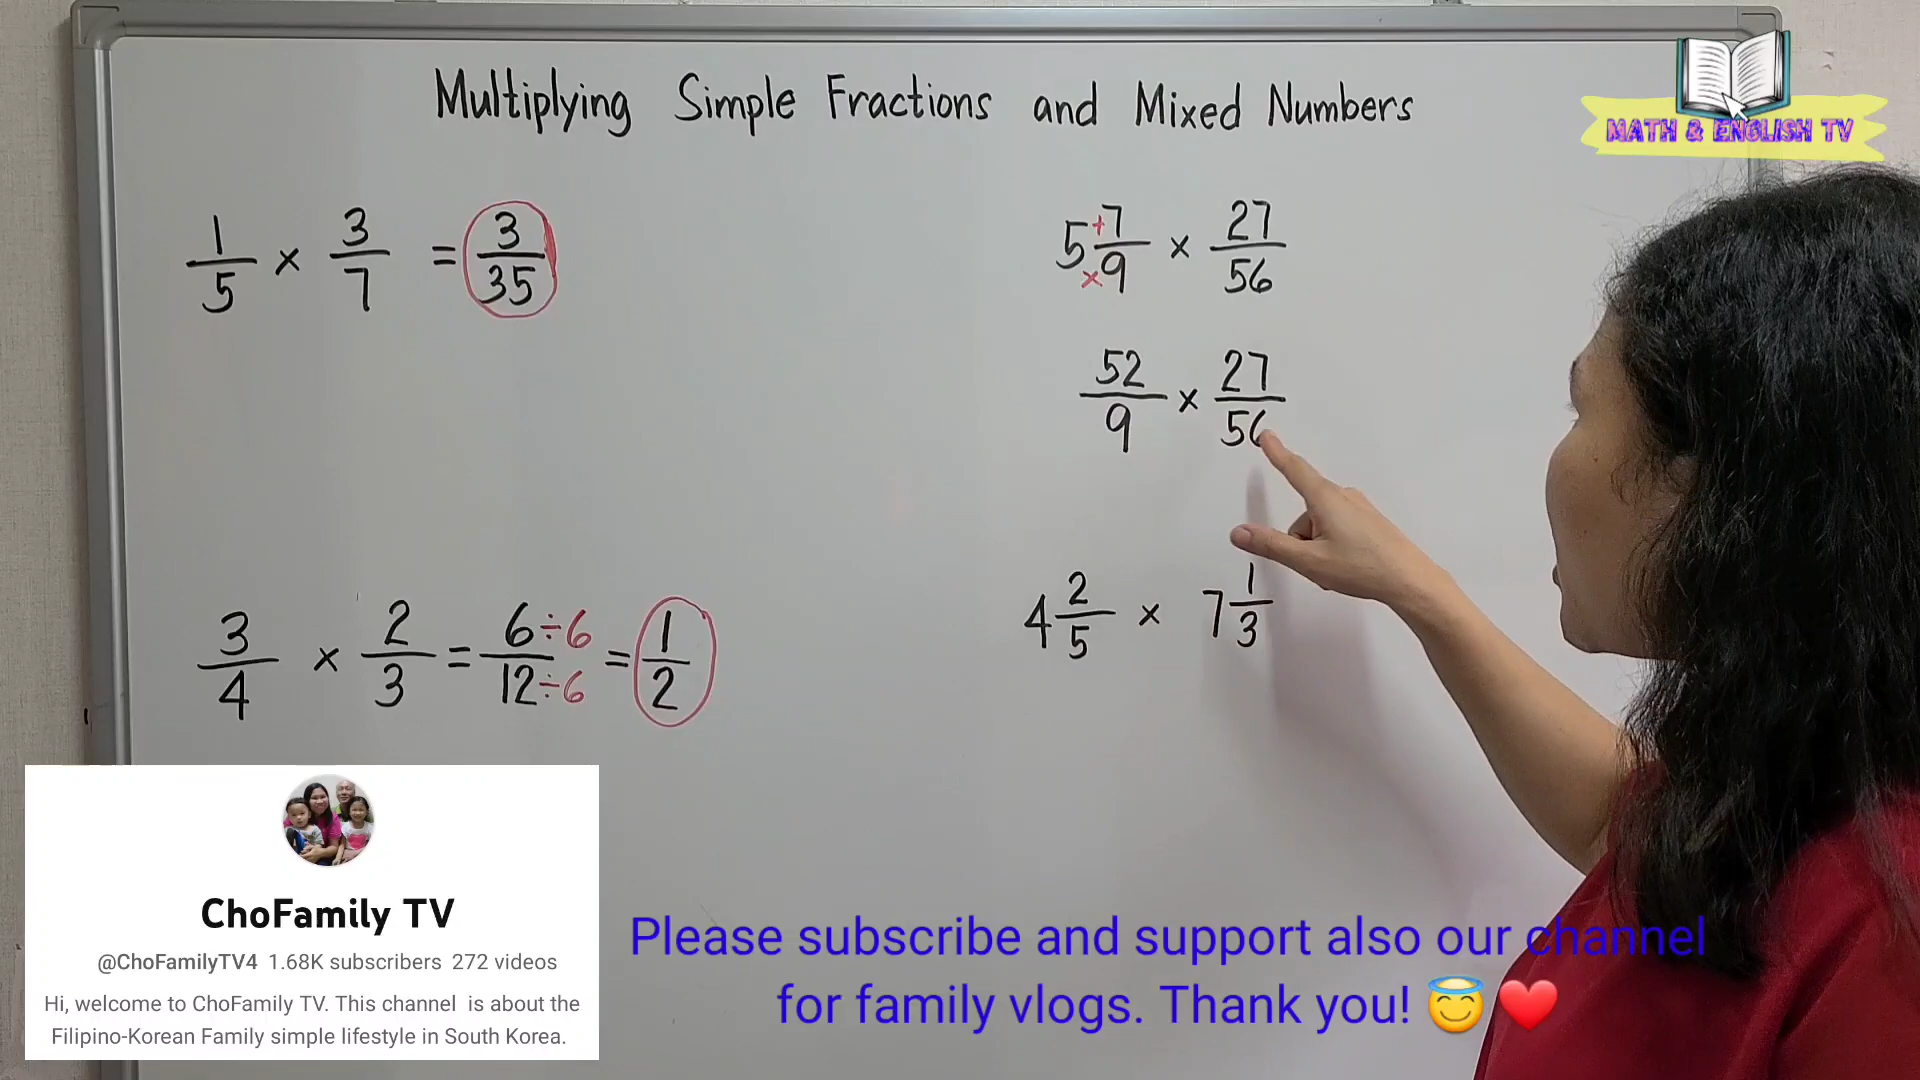 Multiplying Simple Fractions and Mixed Numbers
MATH & ENGLISH TV
1/5 × 3/7 = 3/35
5 + 7/9 × 27/56
×
52/9 × 27/56
3/4 × 2/3 = 6÷6/12÷6 = 1/2
4 2/5 × 7 1/3
ChoFamily TV
@ChoFamilyTV4 1.68K subscribers 272 videos
Hi, welcome to ChoFamily TV. This channel is about the
Filipino-Korean Family simple lifestyle in South Korea.
Please subscribe and support also our channel
for family vlogs. Thank you! 😇 ❤️